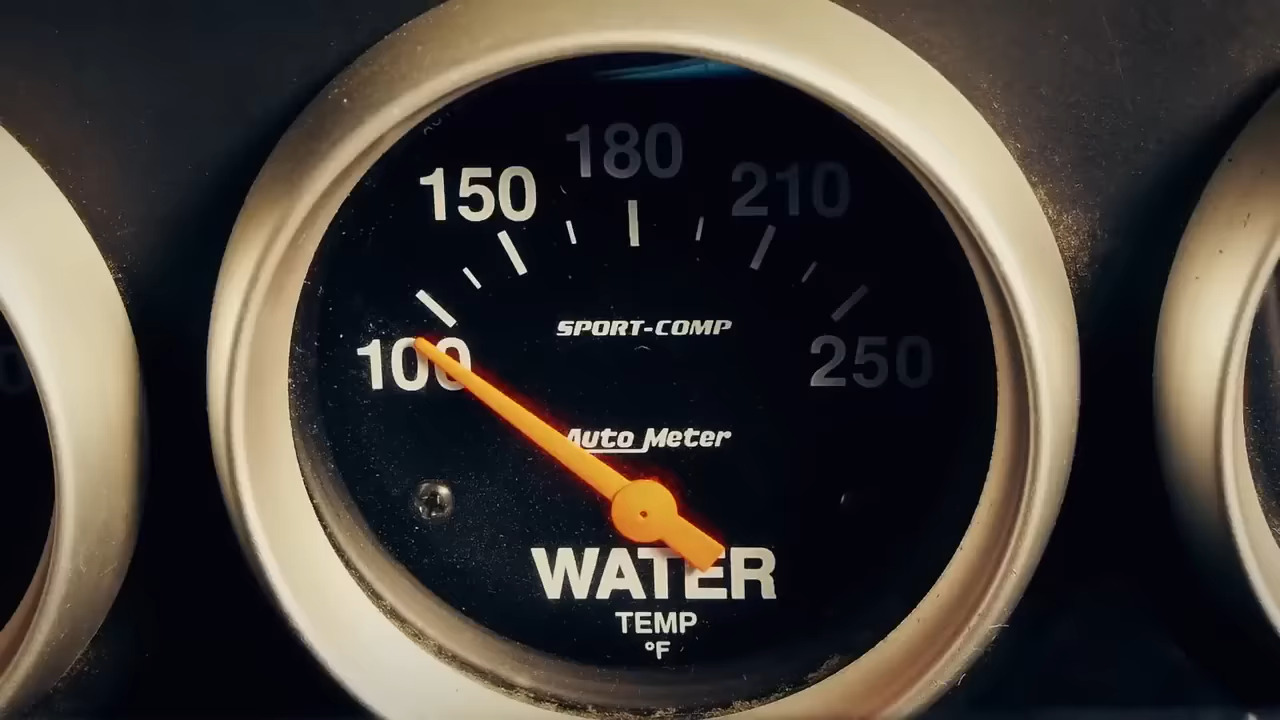 180
150 210
SPORT-COMP
100 250
Auto Meter
WATER
TEMP
°F